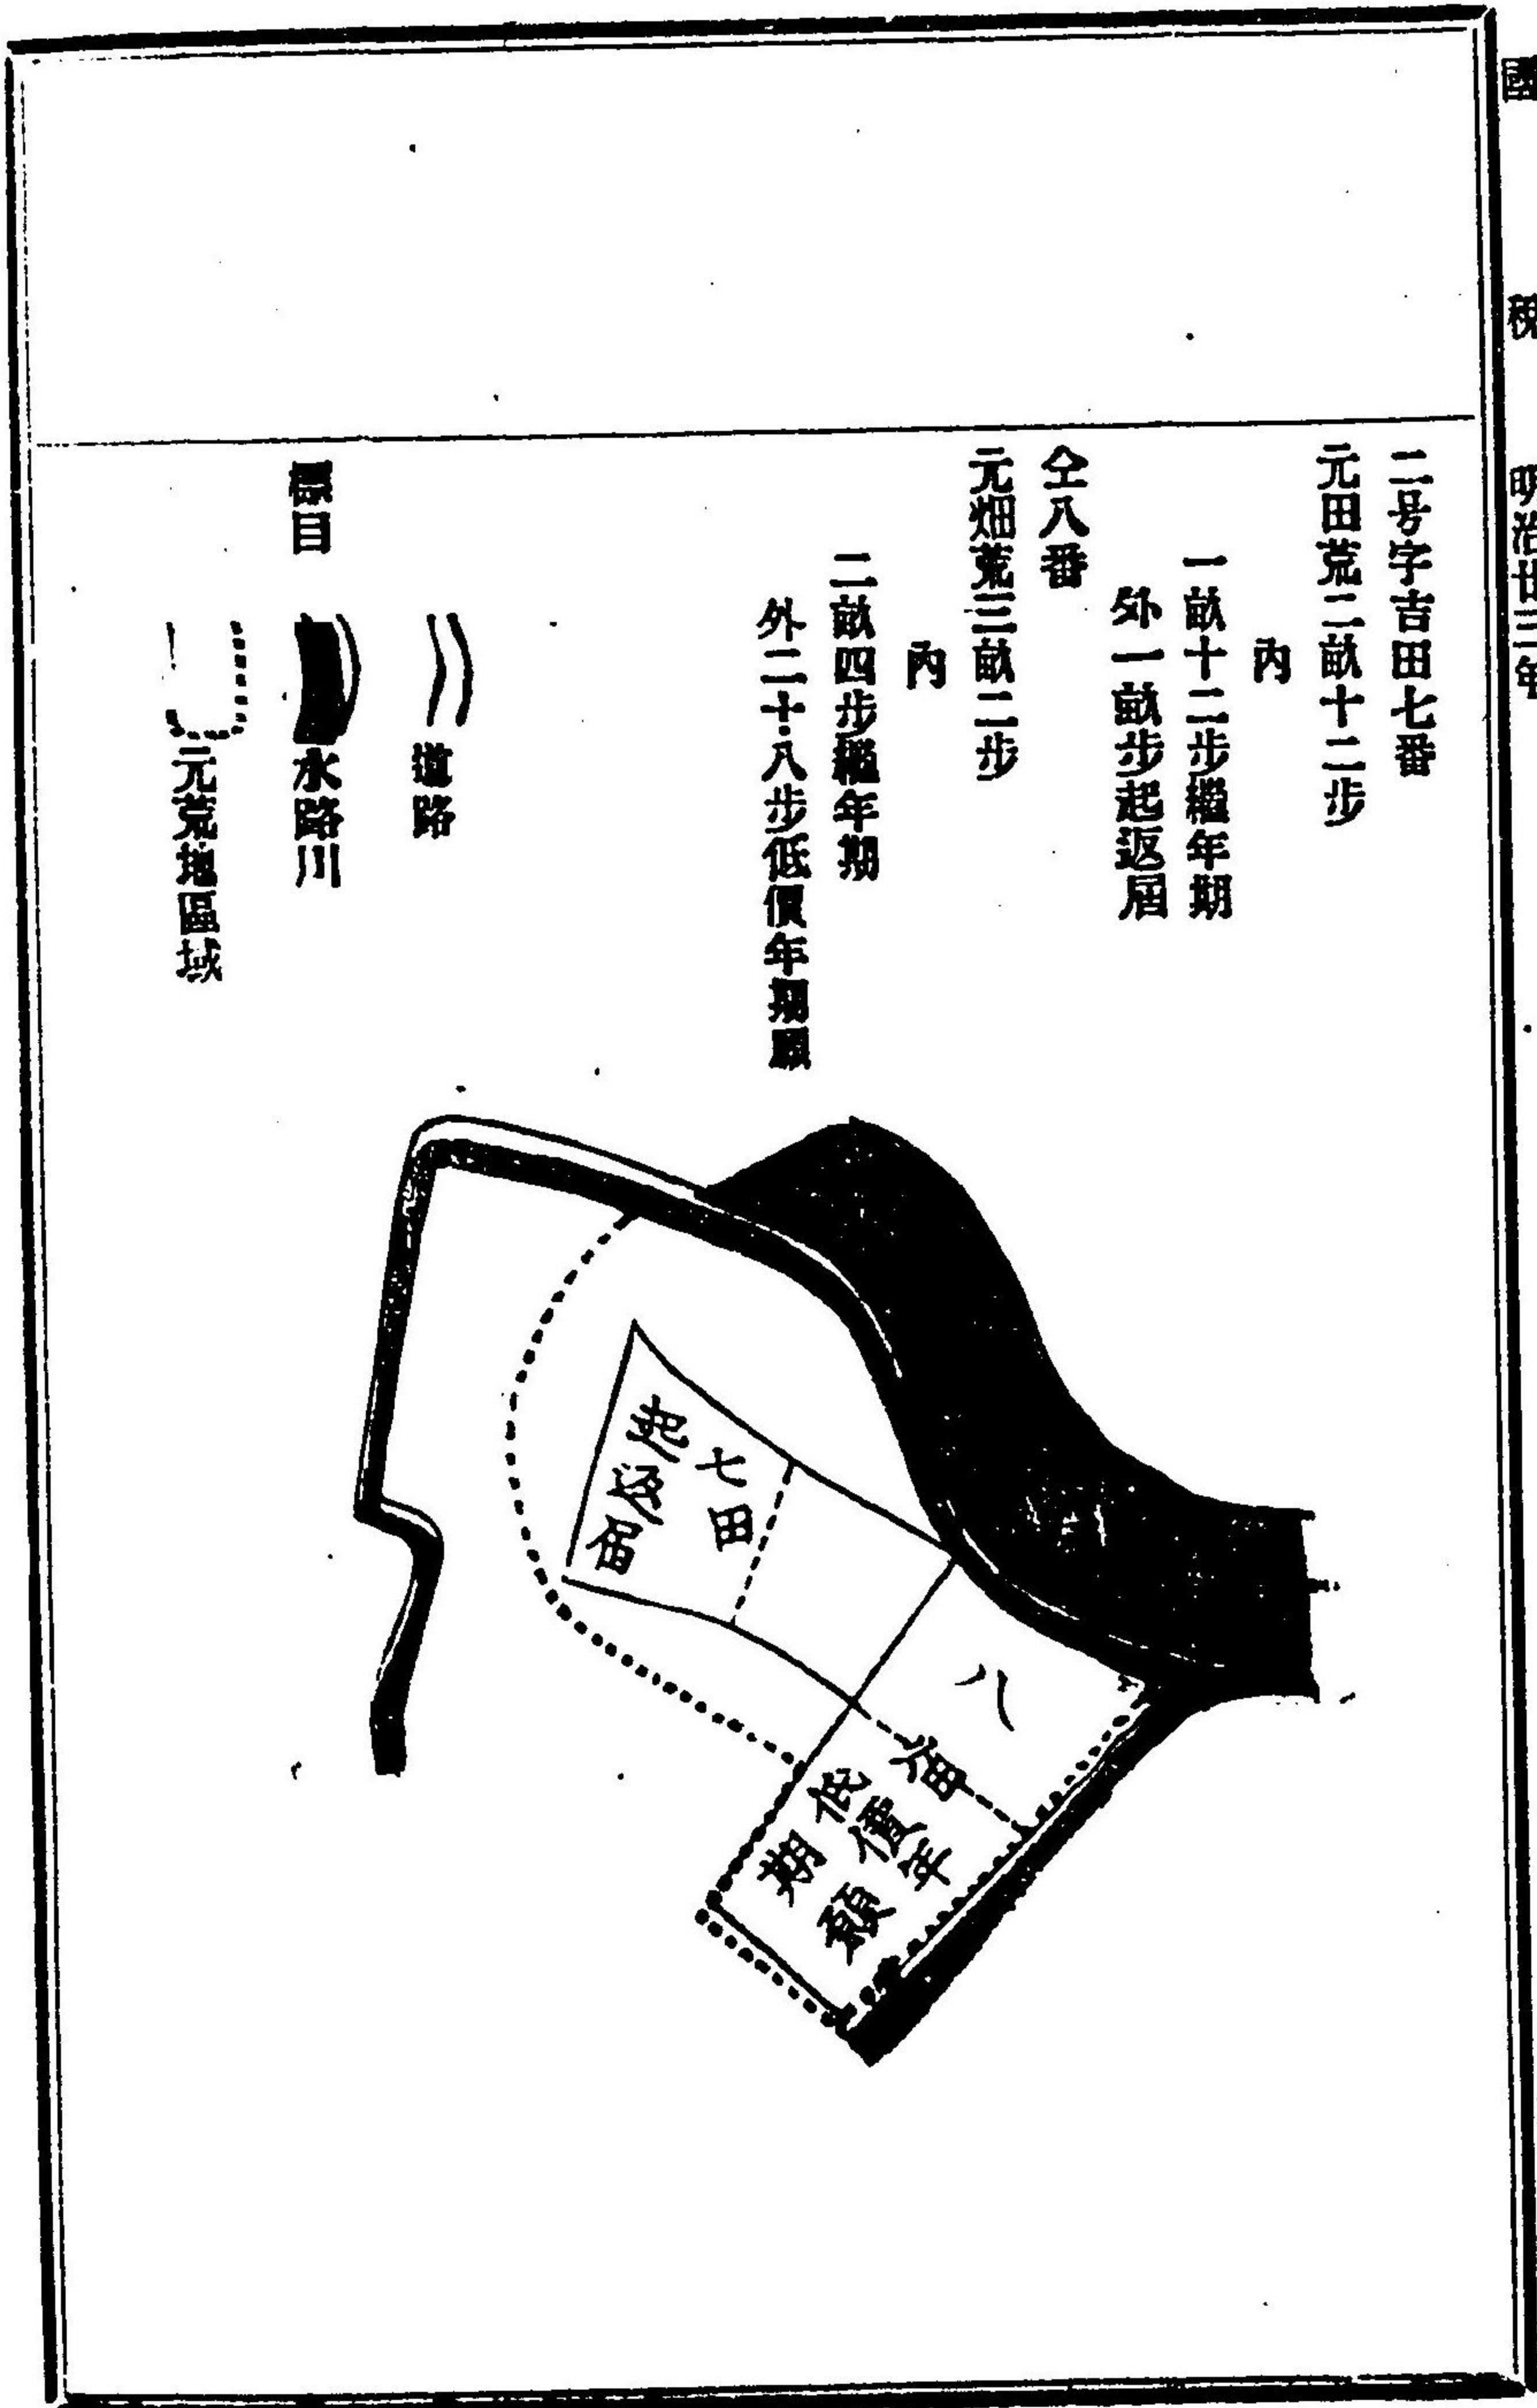 國 税 明治廿三年
二号字吉田七番
元田荒二畝十二步
内
一畝十二步繼年期
外一畝步起返屆
仝八番
元畑荒三畝二步
内
二畝四步繼年期
外二十八步低價年期願
道路
標目
水路川
元荒地區域
七田
起返屆
八
畑
低價年
期願